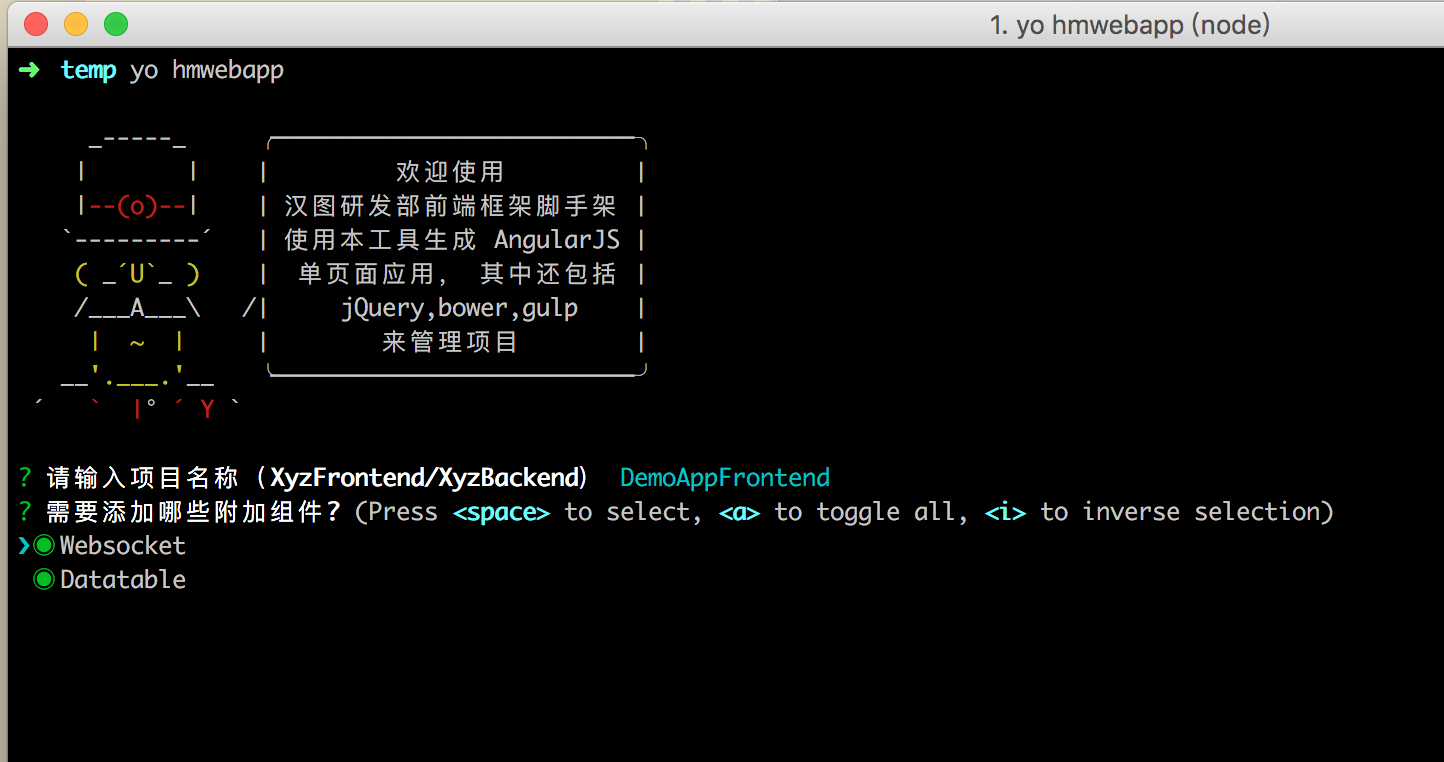 1. yo hmwebapp (node)
➜ temp yo hmwebapp
欢迎使用
汉图研发部前端框架脚手架
使用本工具生成 AngularJS
单页面应用, 其中还包括
jQuery,bower,gulp
来管理项目
? 请输入项目名称（XyzFrontend/XyzBackend） DemoAppFrontend
? 需要添加哪些附加组件? (Press <space> to select, <a> to toggle all, <i> to inverse selection)
❯◉ Websocket
◉ Datatable